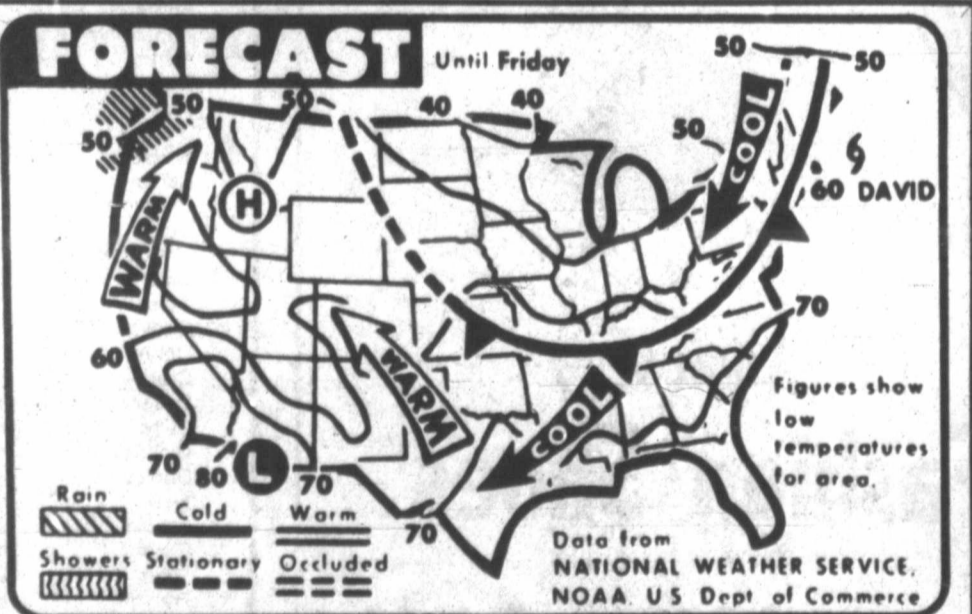 FORECAST
Until Friday
50
50
50
50
40
40
50
50
50
COOL
60 DAVID
H
WARM
70
60
WARM
COOL
Figures show
low
temperatures
for area.
70
80
L
70
70
Rain
Cold
Warm
Showers
Stationary
Occluded
Data from
NATIONAL WEATHER SERVICE,
NOAA. U S Dept. of Commerce